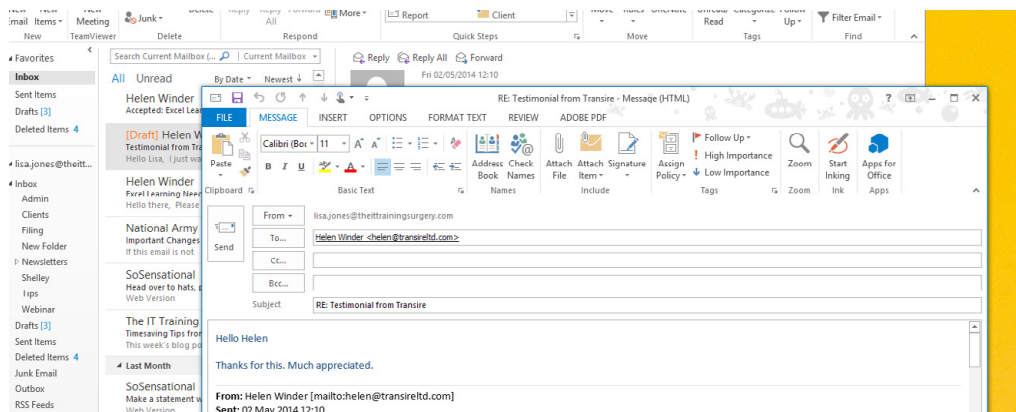 New New New
Email Items Meeting
Junk
Delete Reply Reply Forward More
All
Report
Client
Move Rules OneNote
Unread/ Categorize Follow
Read Up
Filter Email
New TeamViewer Delete Respond Quick Steps Move Tags Find
Favorites
Inbox
Sent Items
Drafts [3]
Deleted Items 4
lisa.jones@theitt...
Inbox
Admin
Clients
Filing
New Folder
Newsletters
Shelley
Tips
Webinar
Drafts [3]
Sent Items
Deleted Items 4
Junk Email
Outbox
RSS Feeds
Search Current Mailbox (... Current Mailbox
All Unread By Date Newest ↓
Helen Winder
Accepted: Excel Lea
[Draft] Helen W
Testimonial from Tra
Hello Lisa, I just wa
Helen Winder
Excel Learning Need
Hello there, Please
National Army
Important Changes
If this email is not
SoSensational
Head over to hats, p
Web Version
The IT Training
Timesaving Tips from
This week's blog po
Last Month
SoSensational
Make a statement w
Web Version
Reply Reply All Forward
Fri 02/05/2014 12:10
RE: Testimonial from Transire - Message (HTML)
FILE MESSAGE INSERT OPTIONS FORMAT TEXT REVIEW ADOBE PDF
Paste
Clipboard
Calibri (Boc 11
B I U
Basic Text
Address Check
Book Names
Names
Attach Attach Signature
File Item
Include
Assign
Policy
Follow Up
High Importance
Low Importance
Tags
Zoom
Zoom
Start
Inking
Ink
Apps for
Office
Apps
Send
From lisa.jones@theittrainingsurgery.com
To... Helen Winder <helen@transireltd.com>
Cc...
Bcc...
Subject RE: Testimonial from Transire
Hello Helen
Thanks for this. Much appreciated.
From: Helen Winder [mailto:helen@transireltd.com]
Sent: 02 May 2014 12:10